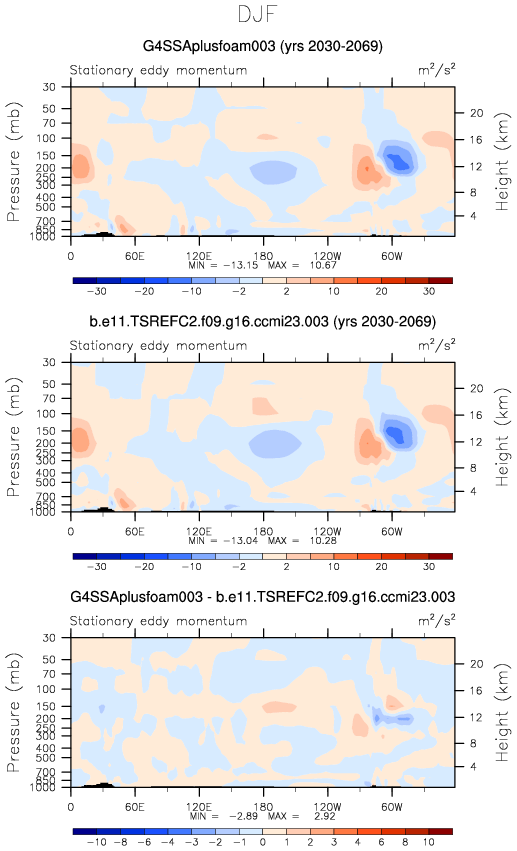 DJF
G4SSAplusfoam003 (yrs 2030-2069)
Stationary eddy momentum m²/s²
Pressure (mb)
30
50
70
100
150
200
250
300
400
500
700
850
1000
Height (km)
20
16
12
8
4
0 60E 120E 180 120W 60W
MIN = -13.15 MAX = 10.67
-30 -20 -10 -6 -2 2 6 10 20 30
b.e11.TSREFC2.f09.g16.ccmi23.003 (yrs 2030-2069)
Stationary eddy momentum m²/s²
Pressure (mb)
30
50
70
100
150
200
250
300
400
500
700
850
1000
Height (km)
20
16
12
8
4
0 60E 120E 180 120W 60W
MIN = -13.04 MAX = 10.28
-30 -20 -10 -6 -2 2 6 10 20 30
G4SSAplusfoam003 - b.e11.TSREFC2.f09.g16.ccmi23.003
Stationary eddy momentum m²/s²
Pressure (mb)
30
50
70
100
150
200
250
300
400
500
700
850
1000
Height (km)
20
16
12
8
4
0 60E 120E 180 120W 60W
MIN = -2.89 MAX = 2.92
-10 -8 -6 -4 -3 -2 -1 0 1 2 3 4 6 8 10